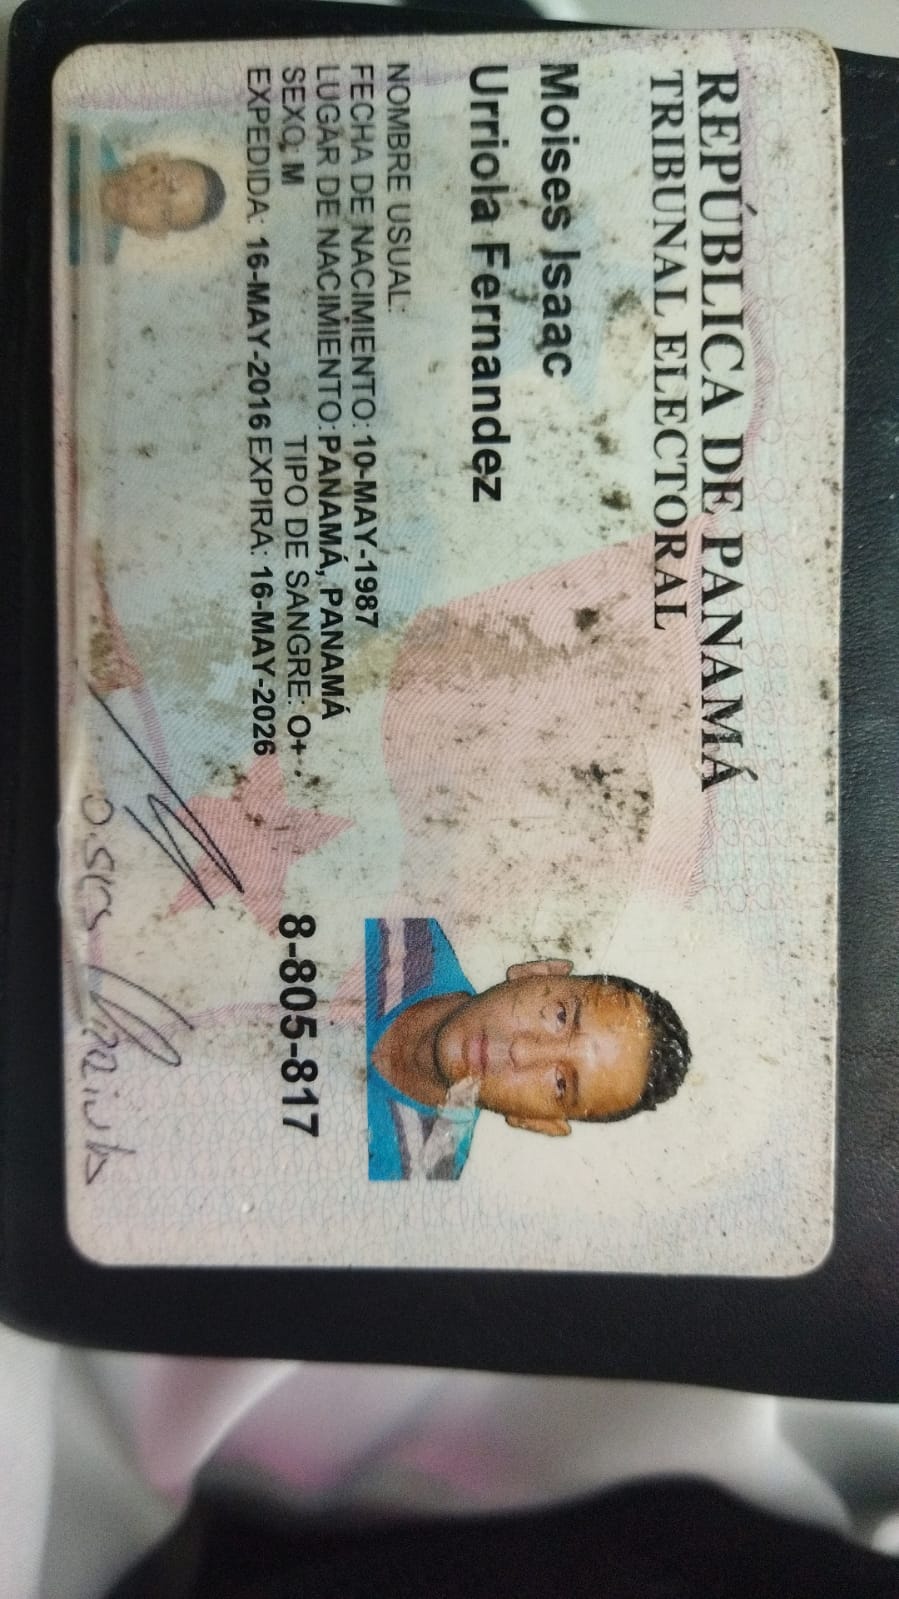 REPÚBLICA DE PANAMÁ
TRIBUNAL ELECTORAL
Moises Isaac
Urriola Fernandez
NOMBRE USUAL:
FECHA DE NACIMIENTO: 10-MAY-1987
LUGAR DE NACIMIENTO: PANAMÁ, PANAMÁ
SEXO: M TIPO DE SANGRE: O+
EXPEDIDA: 16-MAY-2016 EXPIRA: 16-MAY-2026
8-805-817